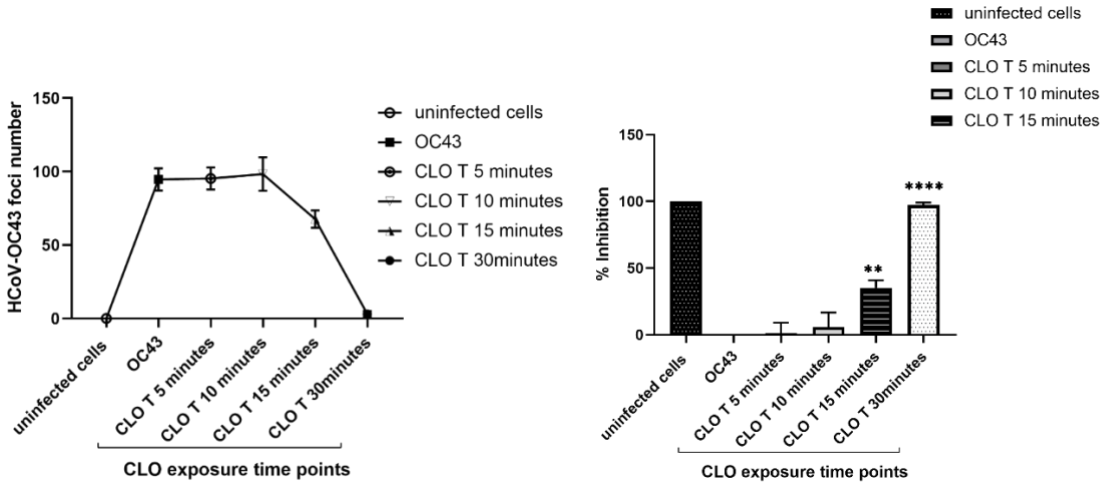 HCoV-OC43 foci number
150
100
50
0
uninfected cells
OC43
CLO T 5 minutes
CLO T 10 minutes
CLO T 15 minutes
CLO T 30minutes
CLO exposure time points
uninfected cells
OC43
CLO T 5 minutes
CLO T 10 minutes
CLO T 15 minutes
CLO T 30minutes
uninfected cells
OC43
CLO T 5 minutes
CLO T 10 minutes
CLO T 15 minutes
% Inhibition
150
100
50
0
**
****
uninfected cells
OC43
CLO T 5 minutes
CLO T 10 minutes
CLO T 15 minutes
CLO T 30minutes
CLO exposure time points